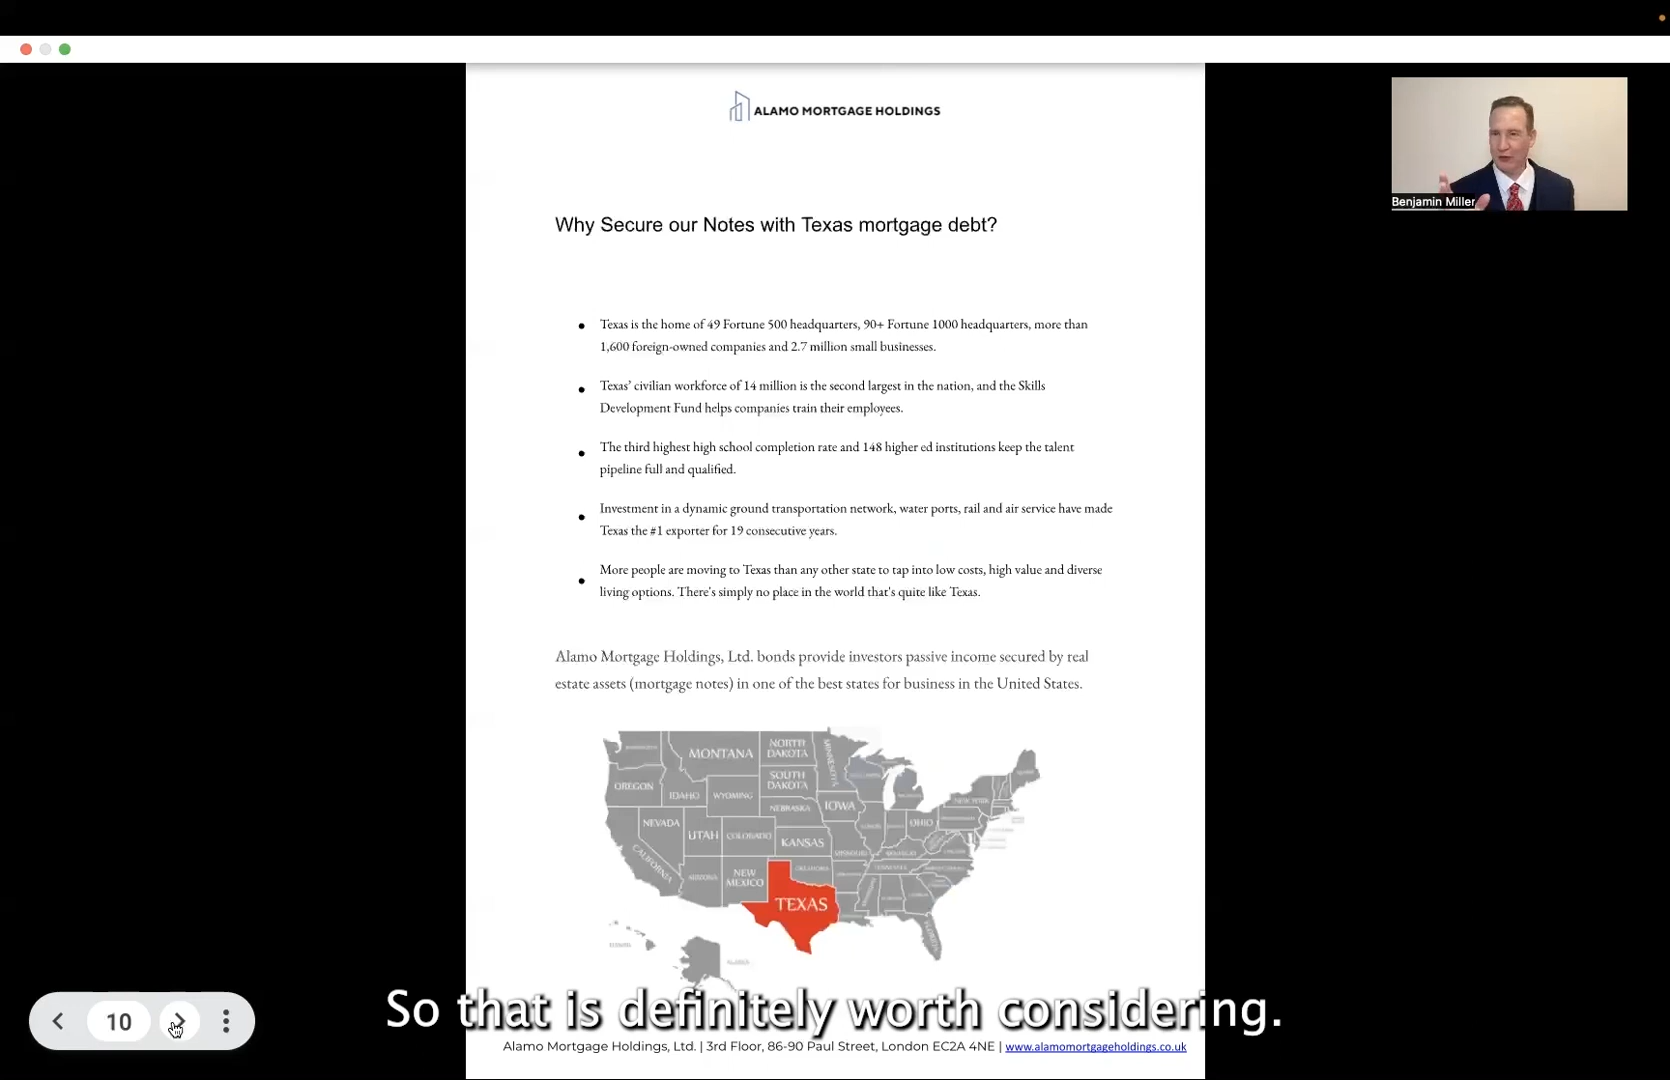 ALAMO MORTGAGE HOLDINGS
Benjamin Miller
Why Secure our Notes with Texas mortgage debt?
Texas is the home of 49 Fortune 500 headquarters, 90+ Fortune 1000 headquarters, more than
1,600 foreign-owned companies and 2.7 million small businesses.
Texas' civilian workforce of 14 million is the second largest in the nation, and the Skills
Development Fund helps companies train their employees.
The third highest high school completion rate and 148 higher ed institutions keep the talent
pipeline full and qualified.
Investment in a dynamic ground transportation network, water ports, rail and air service have made
Texas the #1 exporter for 19 consecutive years.
More people are moving to Texas than any other state to tap into low costs, high value and diverse
living options. There's simply no place in the world that's quite like Texas.
Alamo Mortgage Holdings, Ltd. bonds provide investors passive income secured by real
estate assets (mortgage notes) in one of the best states for business in the United States.
MONTANA
NORTH
DAKOTA
MINNESOTA
OREGON
IDAHO
WYOMING
SOUTH
DAKOTA
NEBRASKA
IOWA
NEW YORK
NEVADA
UTAH
COLORADO
KANSAS
OHIO
CALIFORNIA
ARIZONA
NEW
MEXICO
OKLAHOMA
TEXAS
FLORIDA
10
So that is definitely worth considering.
Alamo Mortgage Holdings, Ltd. | 3rd Floor, 86-90 Paul Street, London EC2A 4NE | www.alamomortgageholdings.co.uk